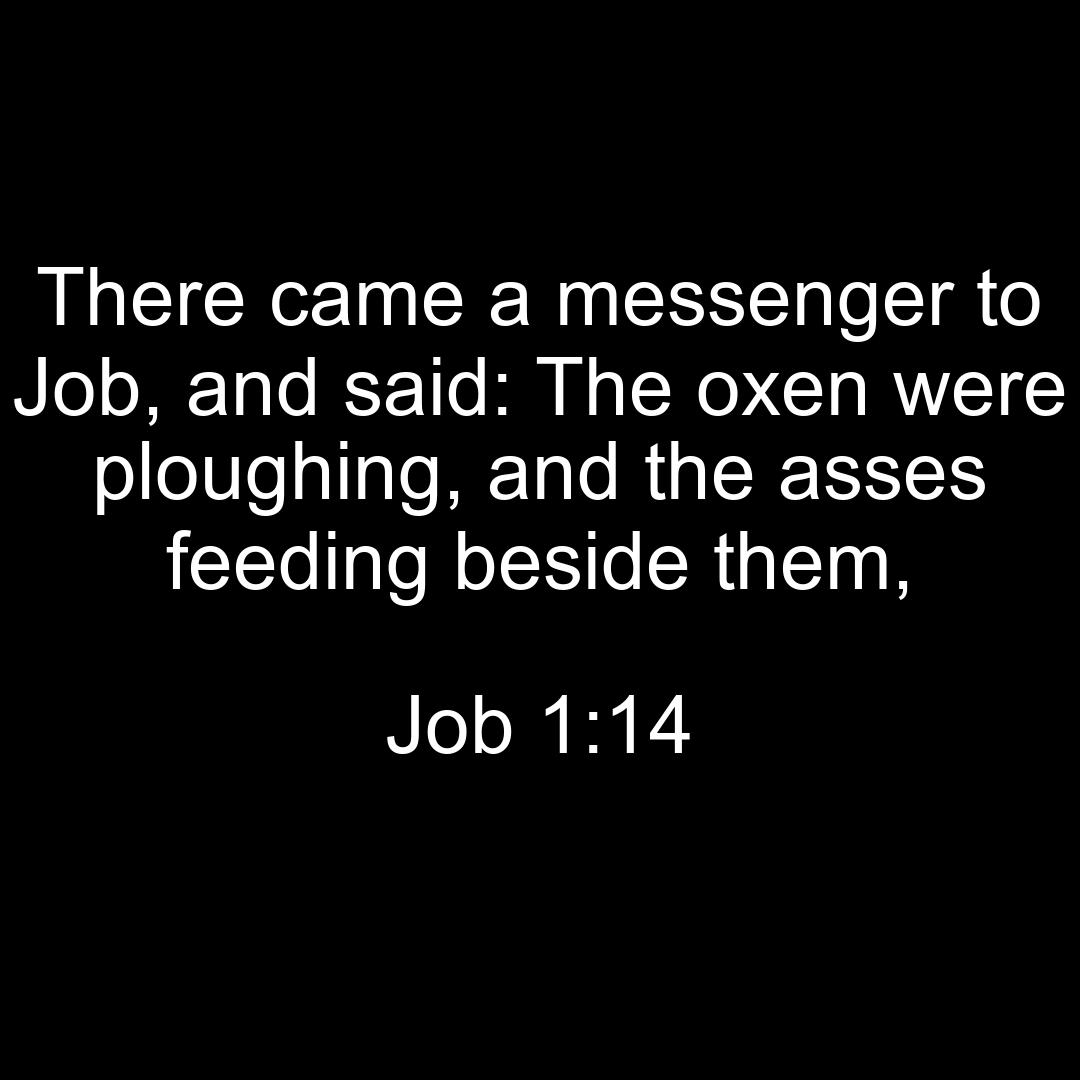 There came a messenger to
Job, and said: The oxen were
ploughing, and the asses
feeding beside them,
Job 1:14